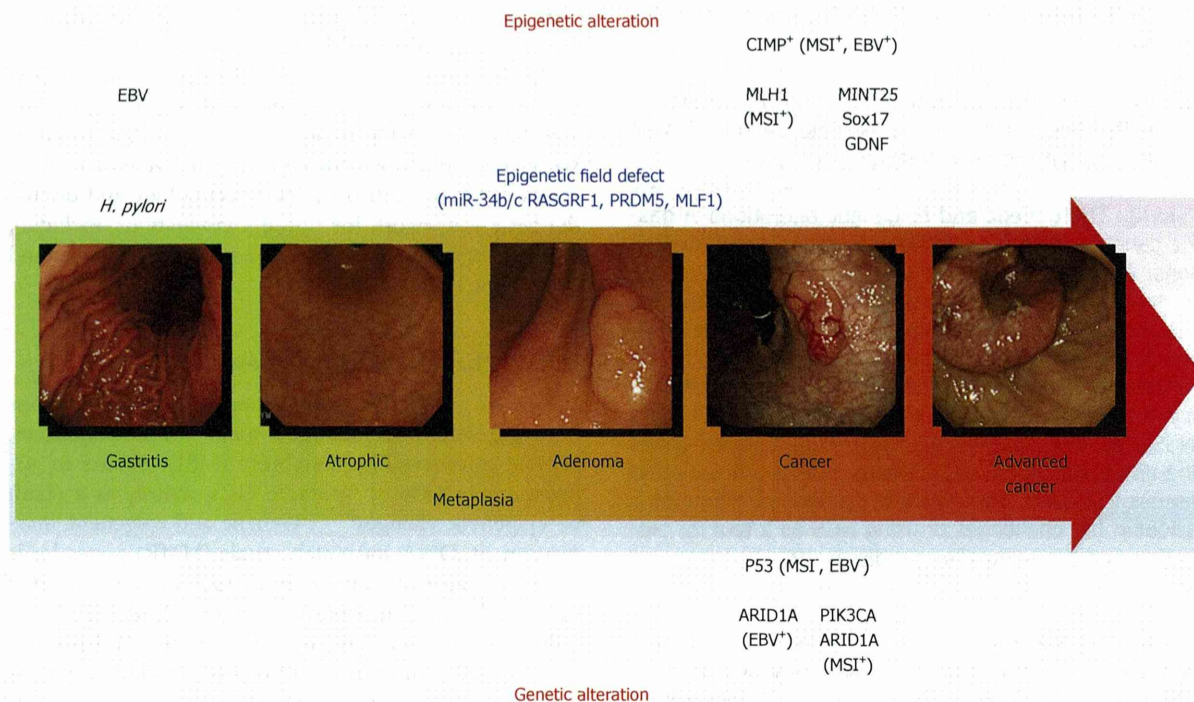 Epigenetic alteration
CIMP⁺ (MSI⁺, EBV⁺)
EBV
MLH1 MINT25
(MSI⁺) Sox17
GDNF
Epigenetic field defect
(miR-34b/c RASGRF1, PRDM5, MLF1)
H. pylori
Gastritis Atrophic Adenoma Cancer Advanced
cancer
Metaplasia
P53 (MSI⁻, EBV⁻)
ARID1A PIK3CA
(EBV⁺) ARID1A
(MSI⁺)
Genetic alteration